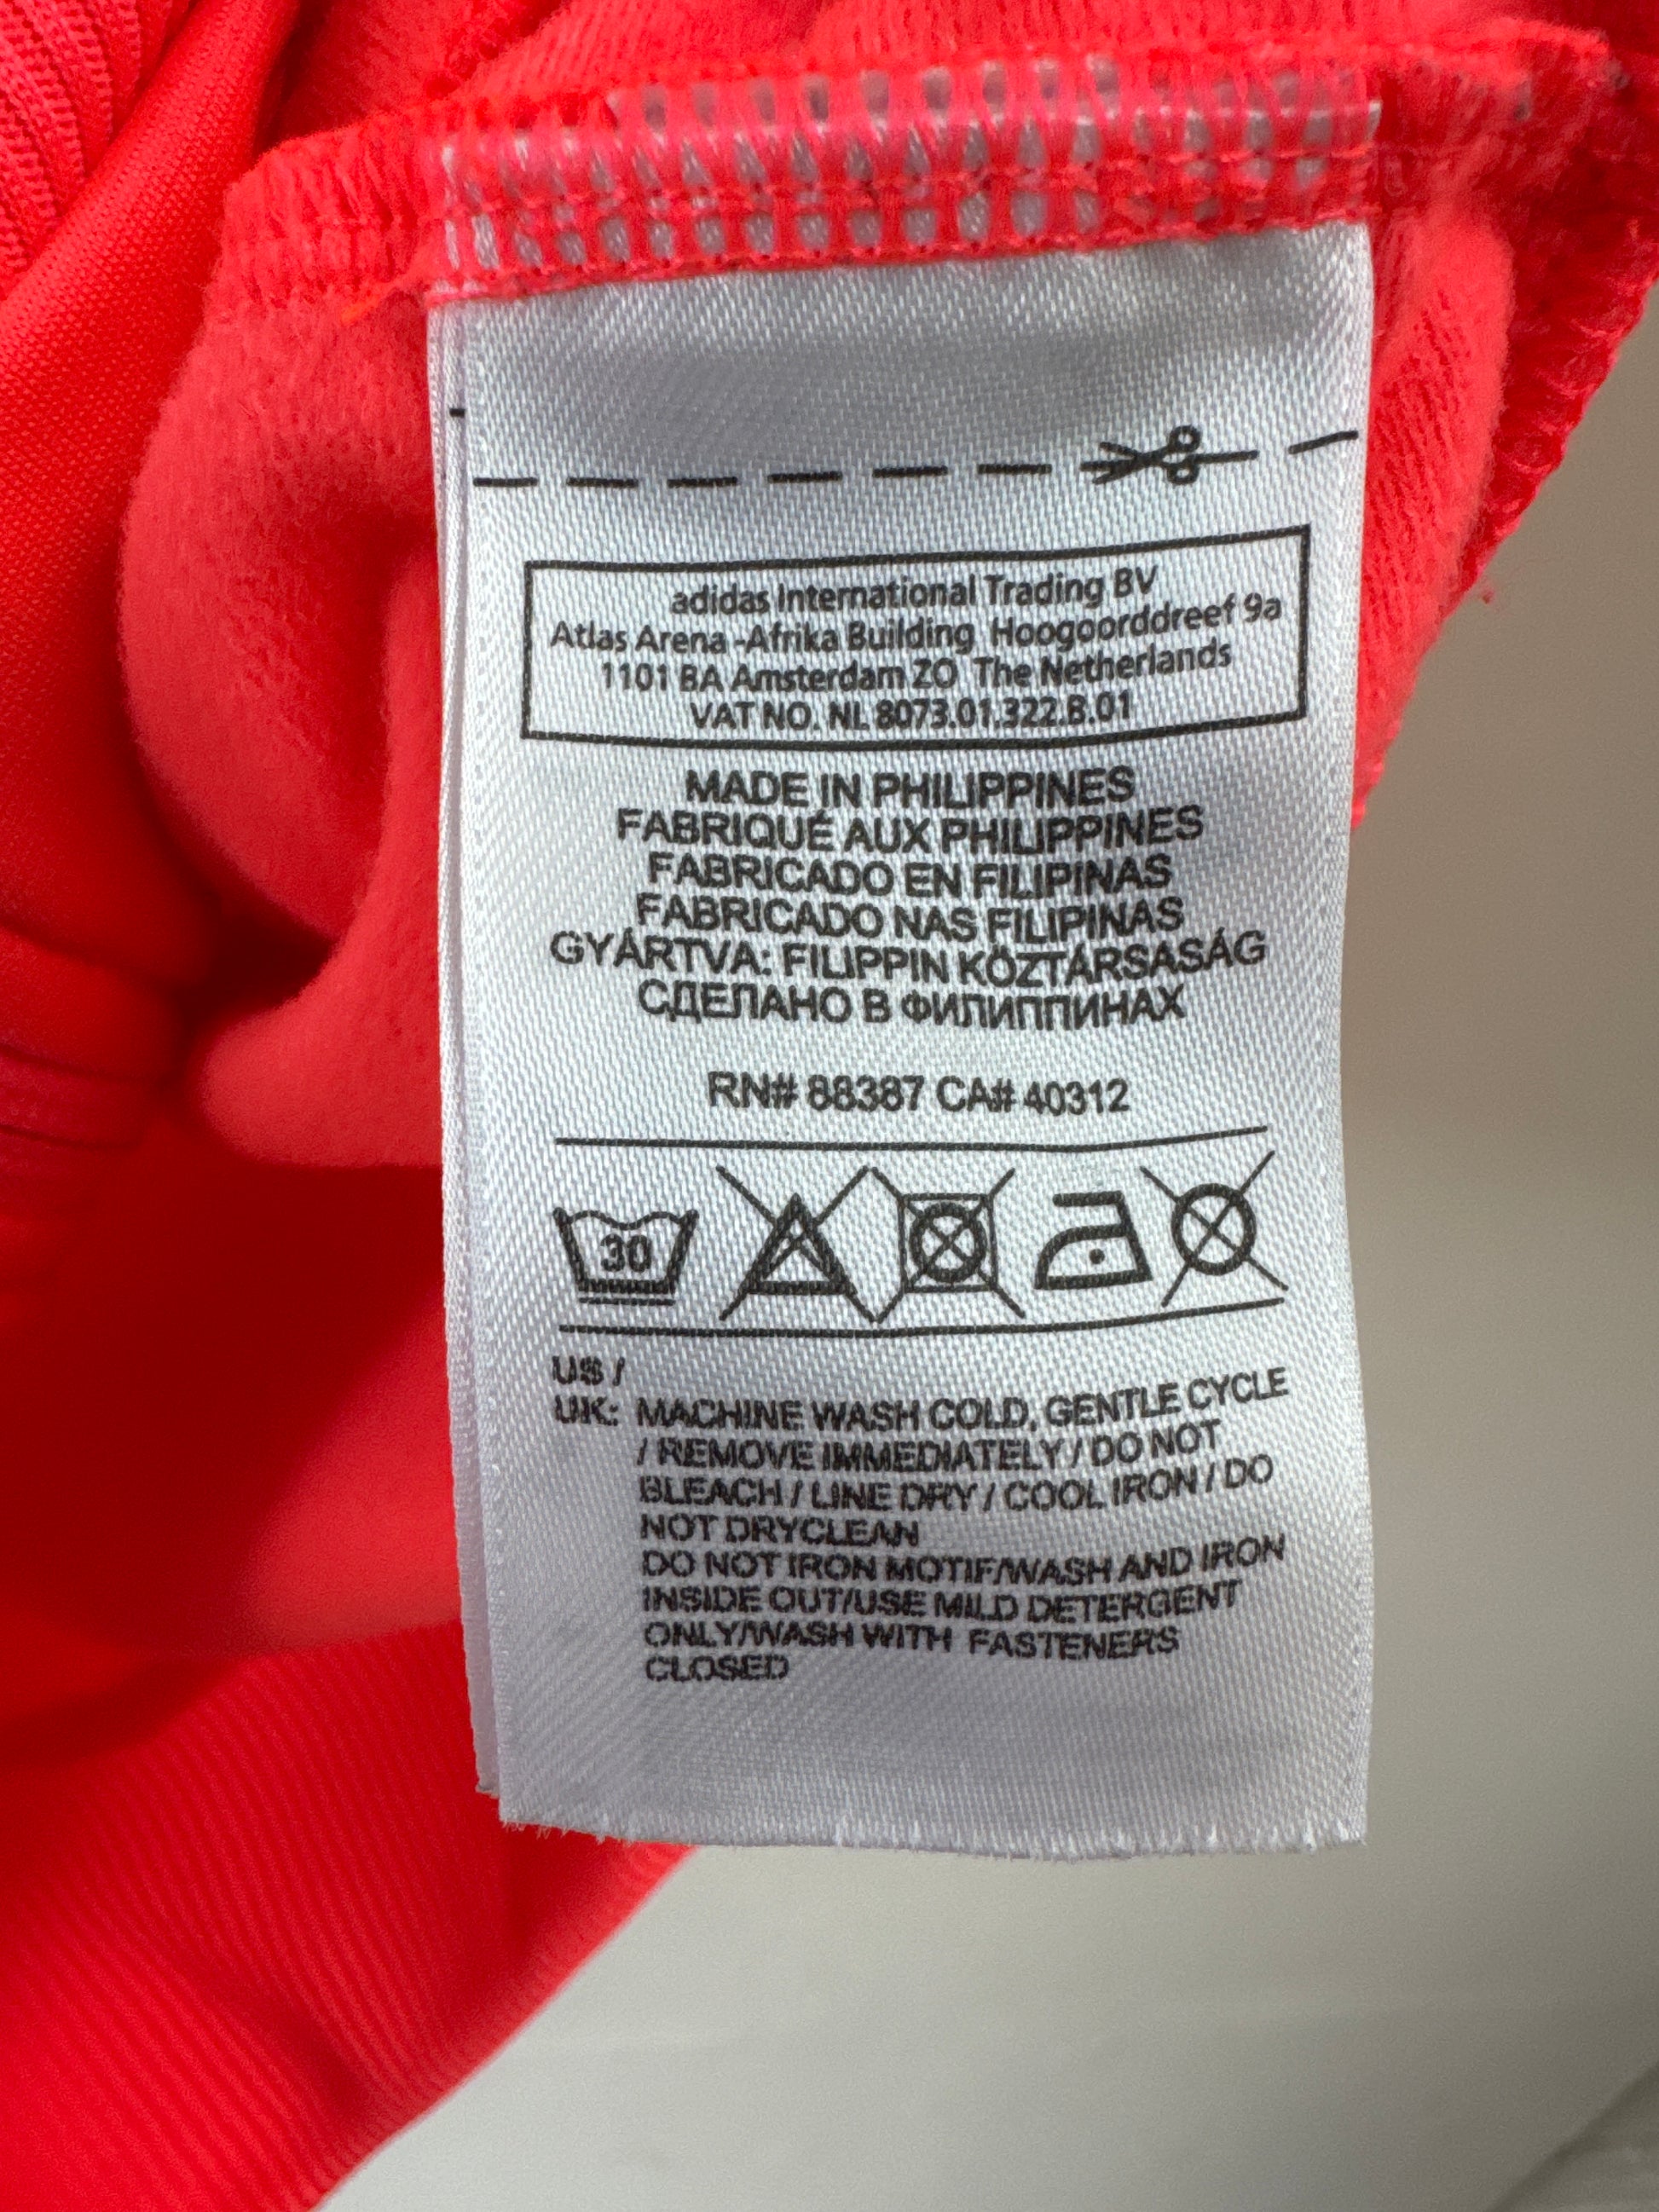 adidas International Trading BV
Atlas Arena -Afrika Building Hoogoorddreef 9a
1101 BA Amsterdam ZO The Netherlands
VAT NO. NL 8073.01.322.B.01
MADE IN PHILIPPINES
FABRIQUÉ AUX PHILIPPINES
FABRICADO EN FILIPINAS
FABRICADO NAS FILIPINAS
GYÁRTVA: FILIPPIN KÖZTÁRSASÁG
СДЕЛАНО В ФИЛИППИНАХ
RN# 88387 CA# 40312
30
US /
UK: MACHINE WASH COLD, GENTLE CYCLE
/ REMOVE IMMEDIATELY / DO NOT
BLEACH / LINE DRY / COOL IRON / DO
NOT DRYCLEAN
DO NOT IRON MOTIF/WASH AND IRON
INSIDE OUT/USE MILD DETERGENT
ONLY/WASH WITH FASTENERS
CLOSED